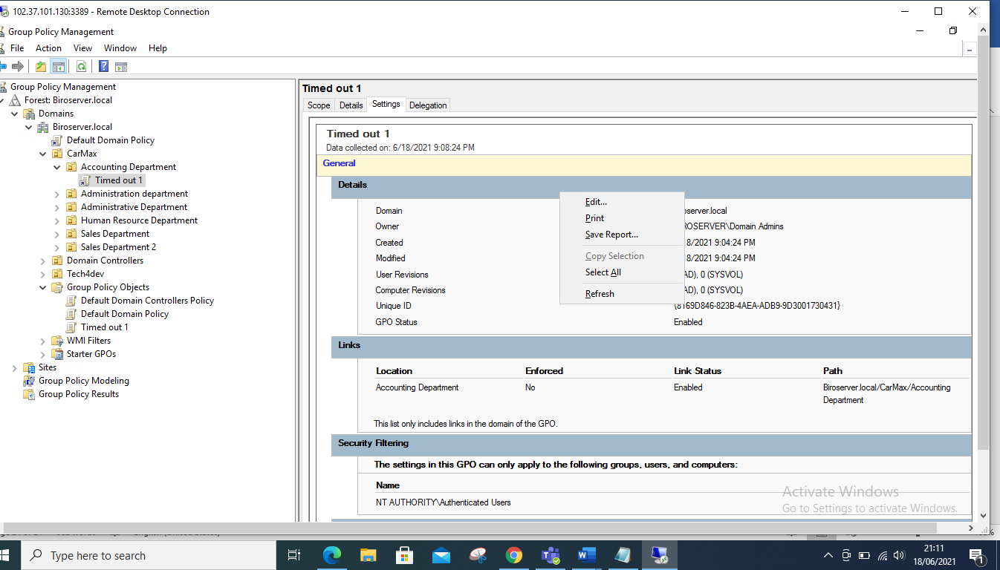 102.37.101.130:3389 - Remote Desktop Connection
Group Policy Management
File Action View Window Help
Group Policy Management
Forest: Biroserver.local
Domains
Biroserver.local
Default Domain Policy
CarMax
Accounting Department
Timed out 1
Administration department
Administrative Department
Human Resource Department
Sales Department
Sales Department 2
Domain Controllers
Tech4dev
Group Policy Objects
Default Domain Controllers Policy
Default Domain Policy
Timed out 1
WMI Filters
Starter GPOs
Sites
Group Policy Modeling
Group Policy Results
Timed out 1
Scope Details Settings Delegation
Timed out 1
Data collected on: 6/18/2021 9:08:24 PM
General
Details
Domain oserver.local
Owner ROSERVER\Domain Admins
Created 8/2021 9:04:24 PM
Modified 8/2021 9:04:24 PM
User Revisions AD), 0 (SYSVOL)
Computer Revisions AD), 0 (SYSVOL)
Unique ID {8169D846-823B-4AEA-ADB9-9D3001730431}
GPO Status Enabled
Edit...
Print
Save Report...
Copy Selection
Select All
Refresh
Links
Location Enforced Link Status Path
Accounting Department No Enabled Biroserver.local/CarMax/Accounting
Department
This list only includes links in the domain of the GPO.
Security Filtering
The settings in this GPO can only apply to the following groups, users, and computers:
Name
NT AUTHORITY\Authenticated Users
Activate Windows
Go to Settings to activate Windows.
Type here to search
21:11
18/06/2021
1